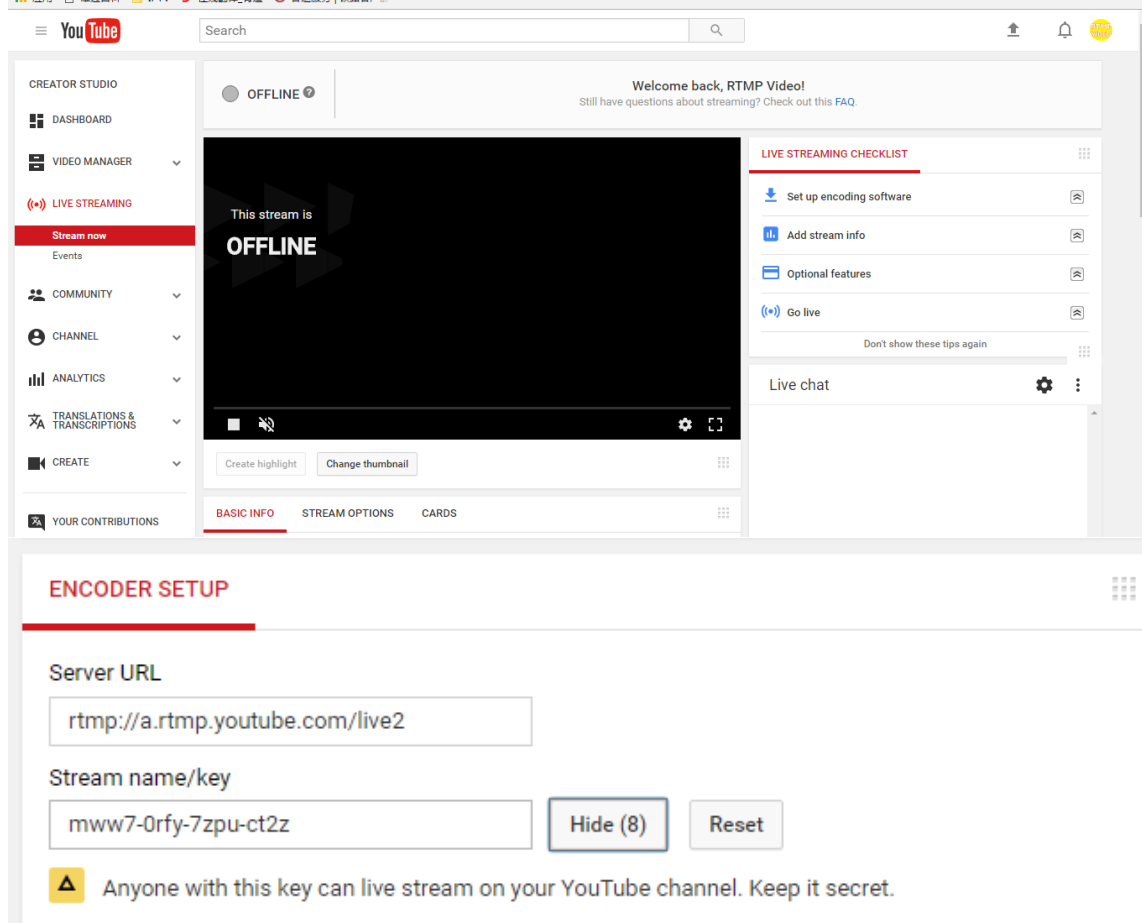 YouTube
Search
CREATOR STUDIO
DASHBOARD
VIDEO MANAGER
LIVE STREAMING
Stream now
Events
COMMUNITY
CHANNEL
ANALYTICS
TRANSLATIONS &
TRANSCRIPTIONS
CREATE
YOUR CONTRIBUTIONS
OFFLINE
Welcome back, RTMP Video!
Still have questions about streaming? Check out this FAQ.
This stream is
OFFLINE
Create highlight
Change thumbnail
BASIC INFO
STREAM OPTIONS
CARDS
LIVE STREAMING CHECKLIST
Set up encoding software
Add stream info
Optional features
Go live
Don't show these tips again
Live chat
ENCODER SETUP
Server URL
rtmp://a.rtmp.youtube.com/live2
Stream name/key
mww7-0rfy-7zpu-ct2z
Hide (8)
Reset
Anyone with this key can live stream on your YouTube channel. Keep it secret.